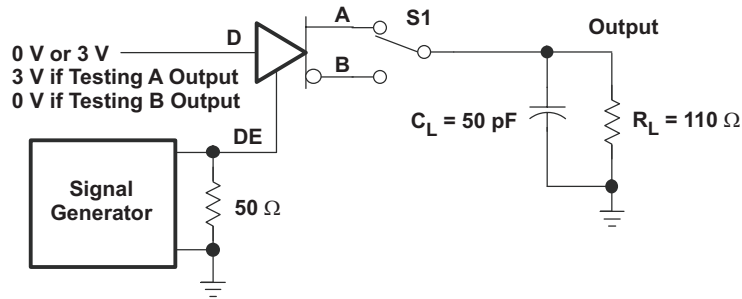 A
S1
Output
D
0 V or 3 V
3 V if Testing A Output
0 V if Testing B Output
B
C_L = 50 pF
R_L = 110 Ω
DE
Signal
Generator
50 Ω